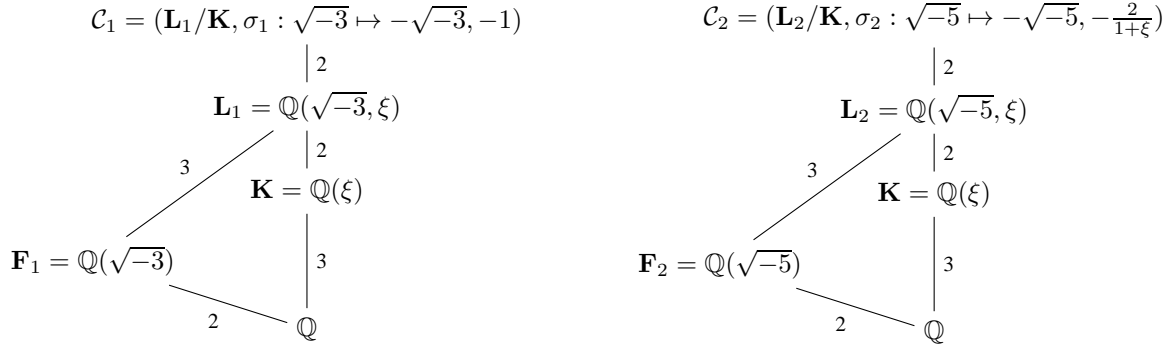 𝒞₁ = (𝐋₁/𝐊, σ₁ : √−3 ↦ −√−3, −1)
2
𝐋₁ = ℚ(√−3, ξ)
3
2
𝐊 = ℚ(ξ)
𝐅₁ = ℚ(√−3)
3
2
ℚ
𝒞₂ = (𝐋₂/𝐊, σ₂ : √−5 ↦ −√−5, −2/(1+ξ))
2
𝐋₂ = ℚ(√−5, ξ)
3
2
𝐊 = ℚ(ξ)
𝐅₂ = ℚ(√−5)
3
2
ℚ